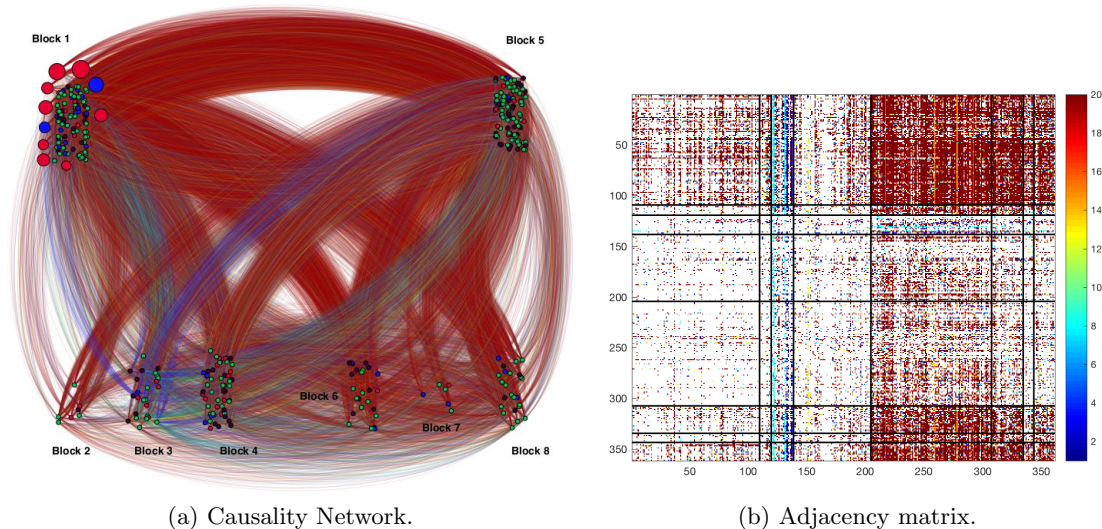 Block 1
Block 5
Block 6
Block 7
Block 2
Block 3
Block 4
Block 8
(a) Causality Network.
50
100
150
200
250
300
350
50
100
150
200
250
300
350
20
18
16
14
12
10
8
6
4
2
(b) Adjacency matrix.